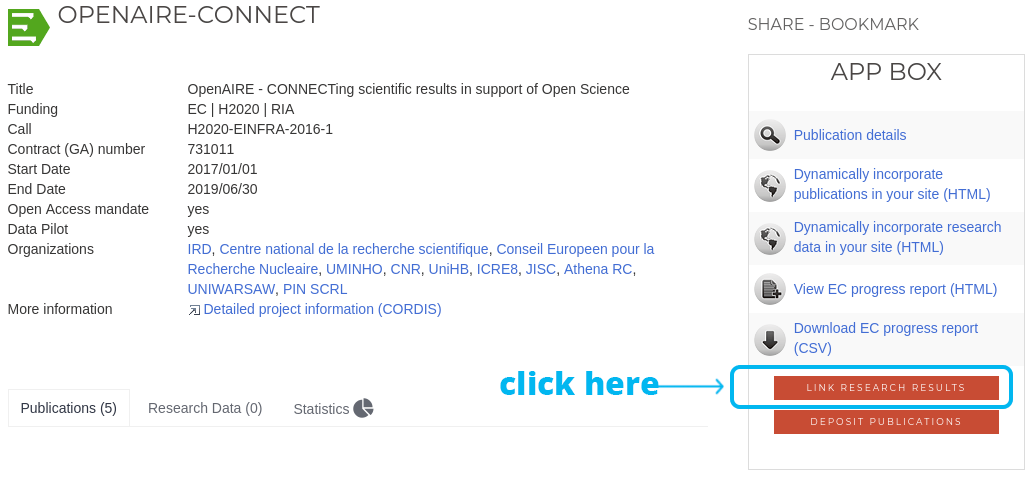 OPENAIRE-CONNECT
Title OpenAIRE - CONNECTing scientific results in support of Open Science
Funding EC | H2020 | RIA
Call H2020-EINFRA-2016-1
Contract (GA) number 731011
Start Date 2017/01/01
End Date 2019/06/30
Open Access mandate yes
Data Pilot yes
Organizations IRD, Centre national de la recherche scientifique, Conseil Europeen pour la
Recherche Nucleaire, UMINHO, CNR, UniHB, ICRE8, JISC, Athena RC,
UNIWARSAW, PIN SCRL
More information Detailed project information (CORDIS)
Publications (5) Research Data (0) Statistics
click here
SHARE - BOOKMARK
APP BOX
Publication details
Dynamically incorporate
publications in your site (HTML)
Dynamically incorporate research
data in your site (HTML)
View EC progress report (HTML)
Download EC progress report
(CSV)
LINK RESEARCH RESULTS
DEPOSIT PUBLICATIONS